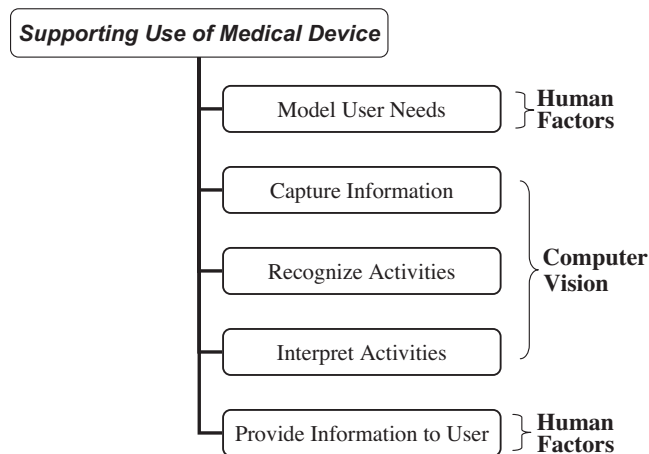 Supporting Use of Medical Device
Model User Needs
Human
Factors
Capture Information
Recognize Activities
Computer
Vision
Interpret Activities
Provide Information to User
Human
Factors